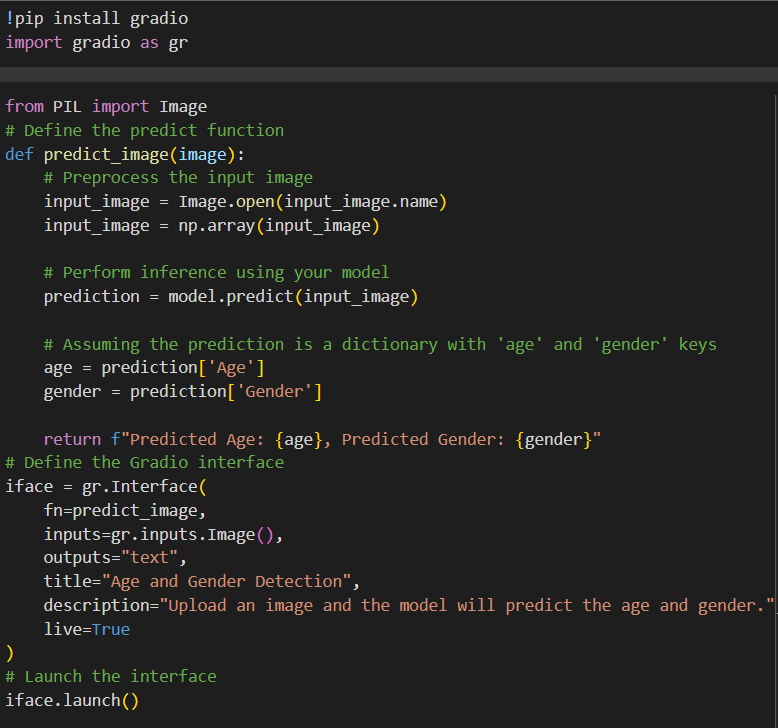 !pip install gradio
import gradio as gr
from PIL import Image
# Define the predict function
def predict_image(image):
    # Preprocess the input image
    input_image = Image.open(input_image.name)
    input_image = np.array(input_image)
    # Perform inference using your model
    prediction = model.predict(input_image)
    # Assuming the prediction is a dictionary with 'age' and 'gender' keys
    age = prediction['Age']
    gender = prediction['Gender']
    return f"Predicted Age: {age}, Predicted Gender: {gender}"
# Define the Gradio interface
iface = gr.Interface(
    fn=predict_image,
    inputs=gr.inputs.Image(),
    outputs="text",
    title="Age and Gender Detection",
    description="Upload an image and the model will predict the age and gender.",
    live=True
)
# Launch the interface
iface.launch()